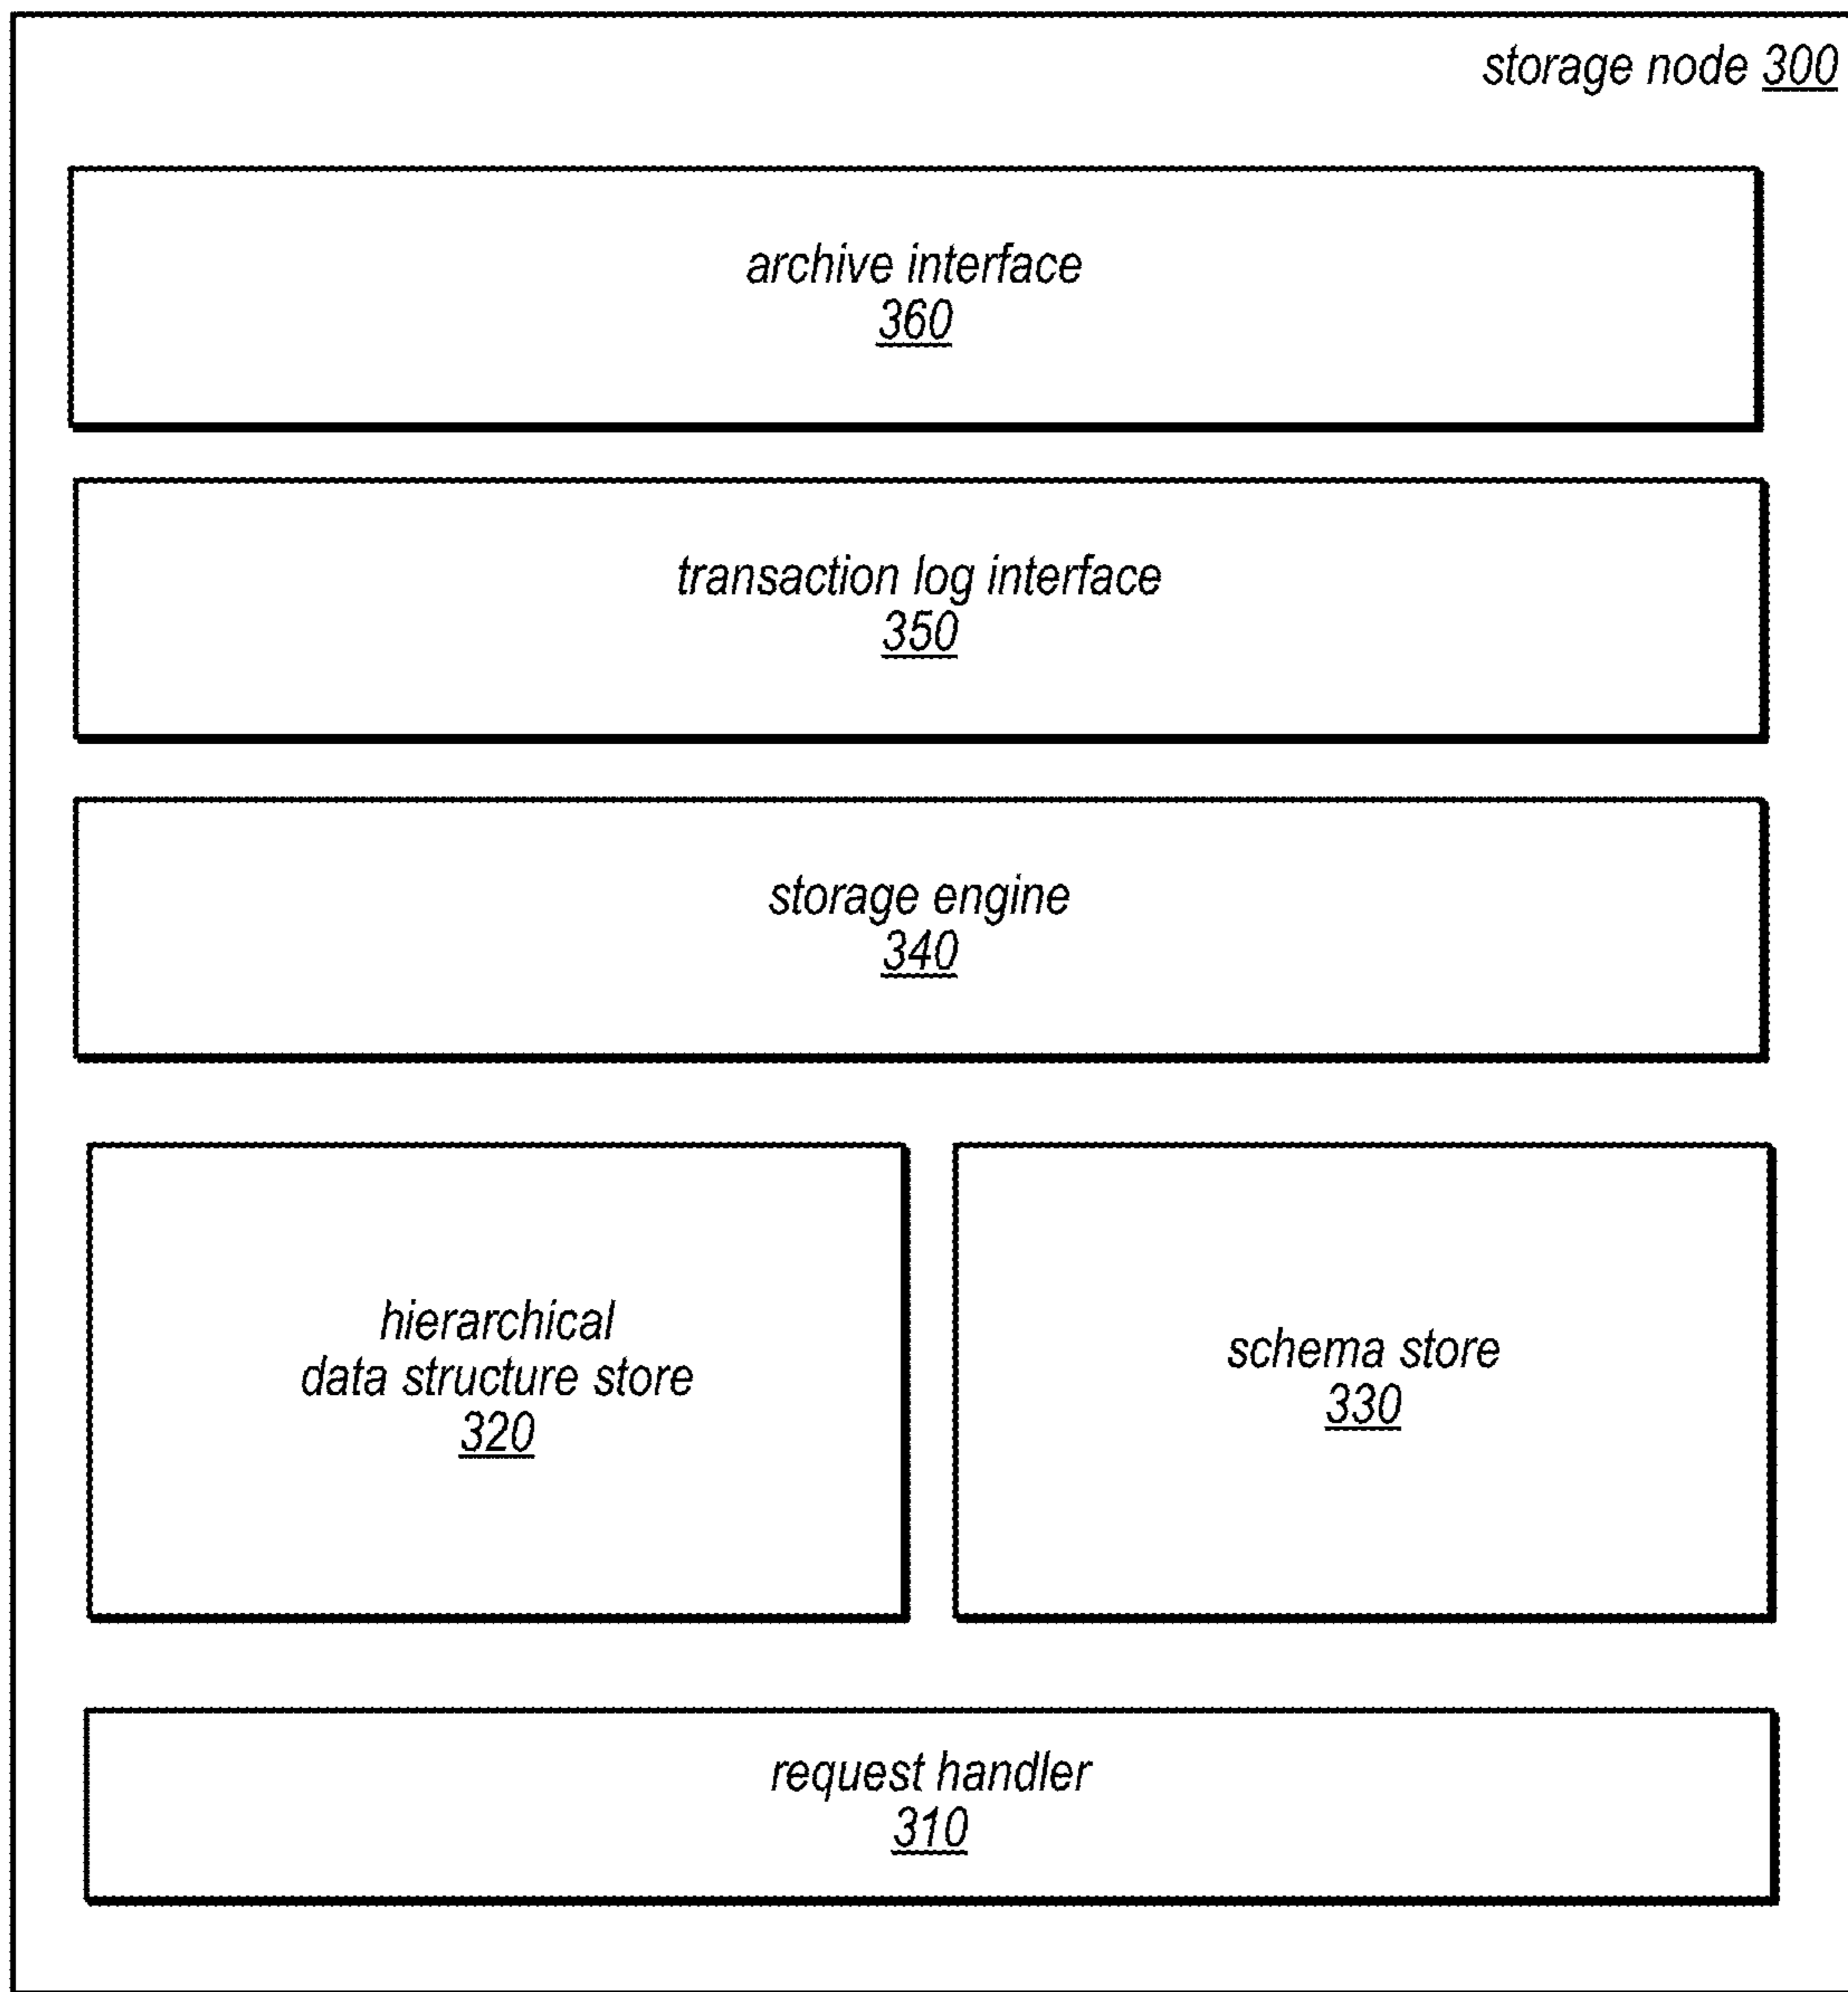 storage node 300
archive interface
360
transaction log interface
350
storage engine
340
hierarchical
data structure store
320
schema store
330
request handler
310